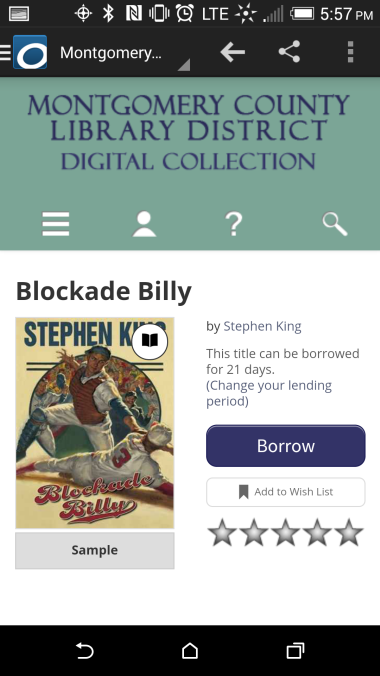 LTE 5:57 PM
Montgomery...
MONTGOMERY COUNTY
LIBRARY DISTRICT
DIGITAL COLLECTION
?
Blockade Billy
STEPHEN KING
3
Blockade
Billy
Sample
by Stephen King
This title can be borrowed
for 21 days.
(Change your lending
period)
Borrow
Add to Wish List